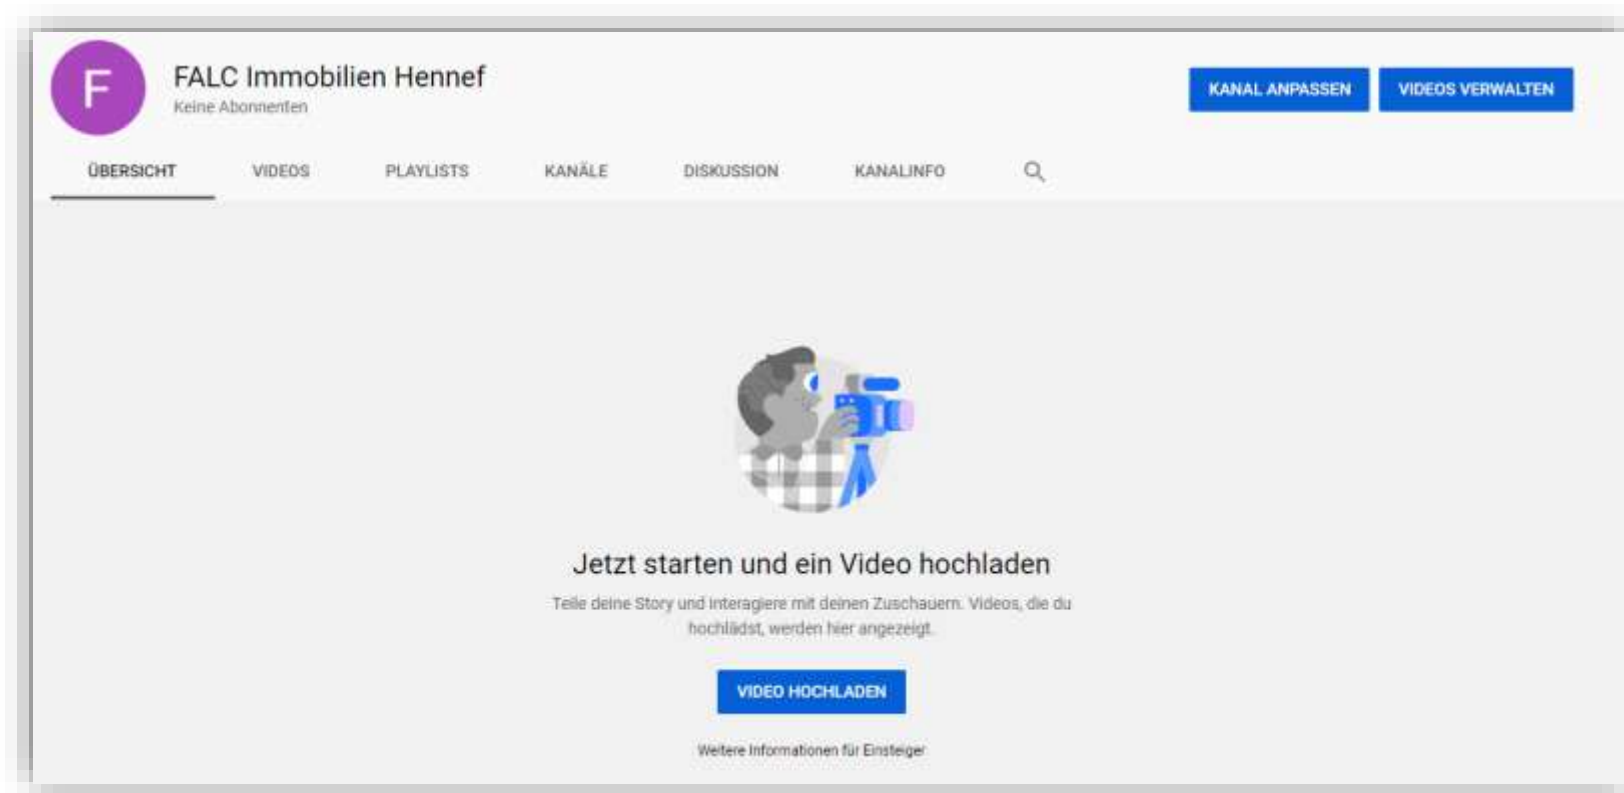 F
FALC Immobilien Hennef
Keine Abonnenten
KANAL ANPASSEN
VIDEOS VERWALTEN
ÜBERSICHT VIDEOS PLAYLISTS KANÄLE DISKUSSION KANALINFO
Jetzt starten und ein Video hochladen
Teile deine Story und interagiere mit deinen Zuschauern. Videos, die du
hochlädst, werden hier angezeigt.
VIDEO HOCHLADEN
Weitere Informationen für Einsteiger